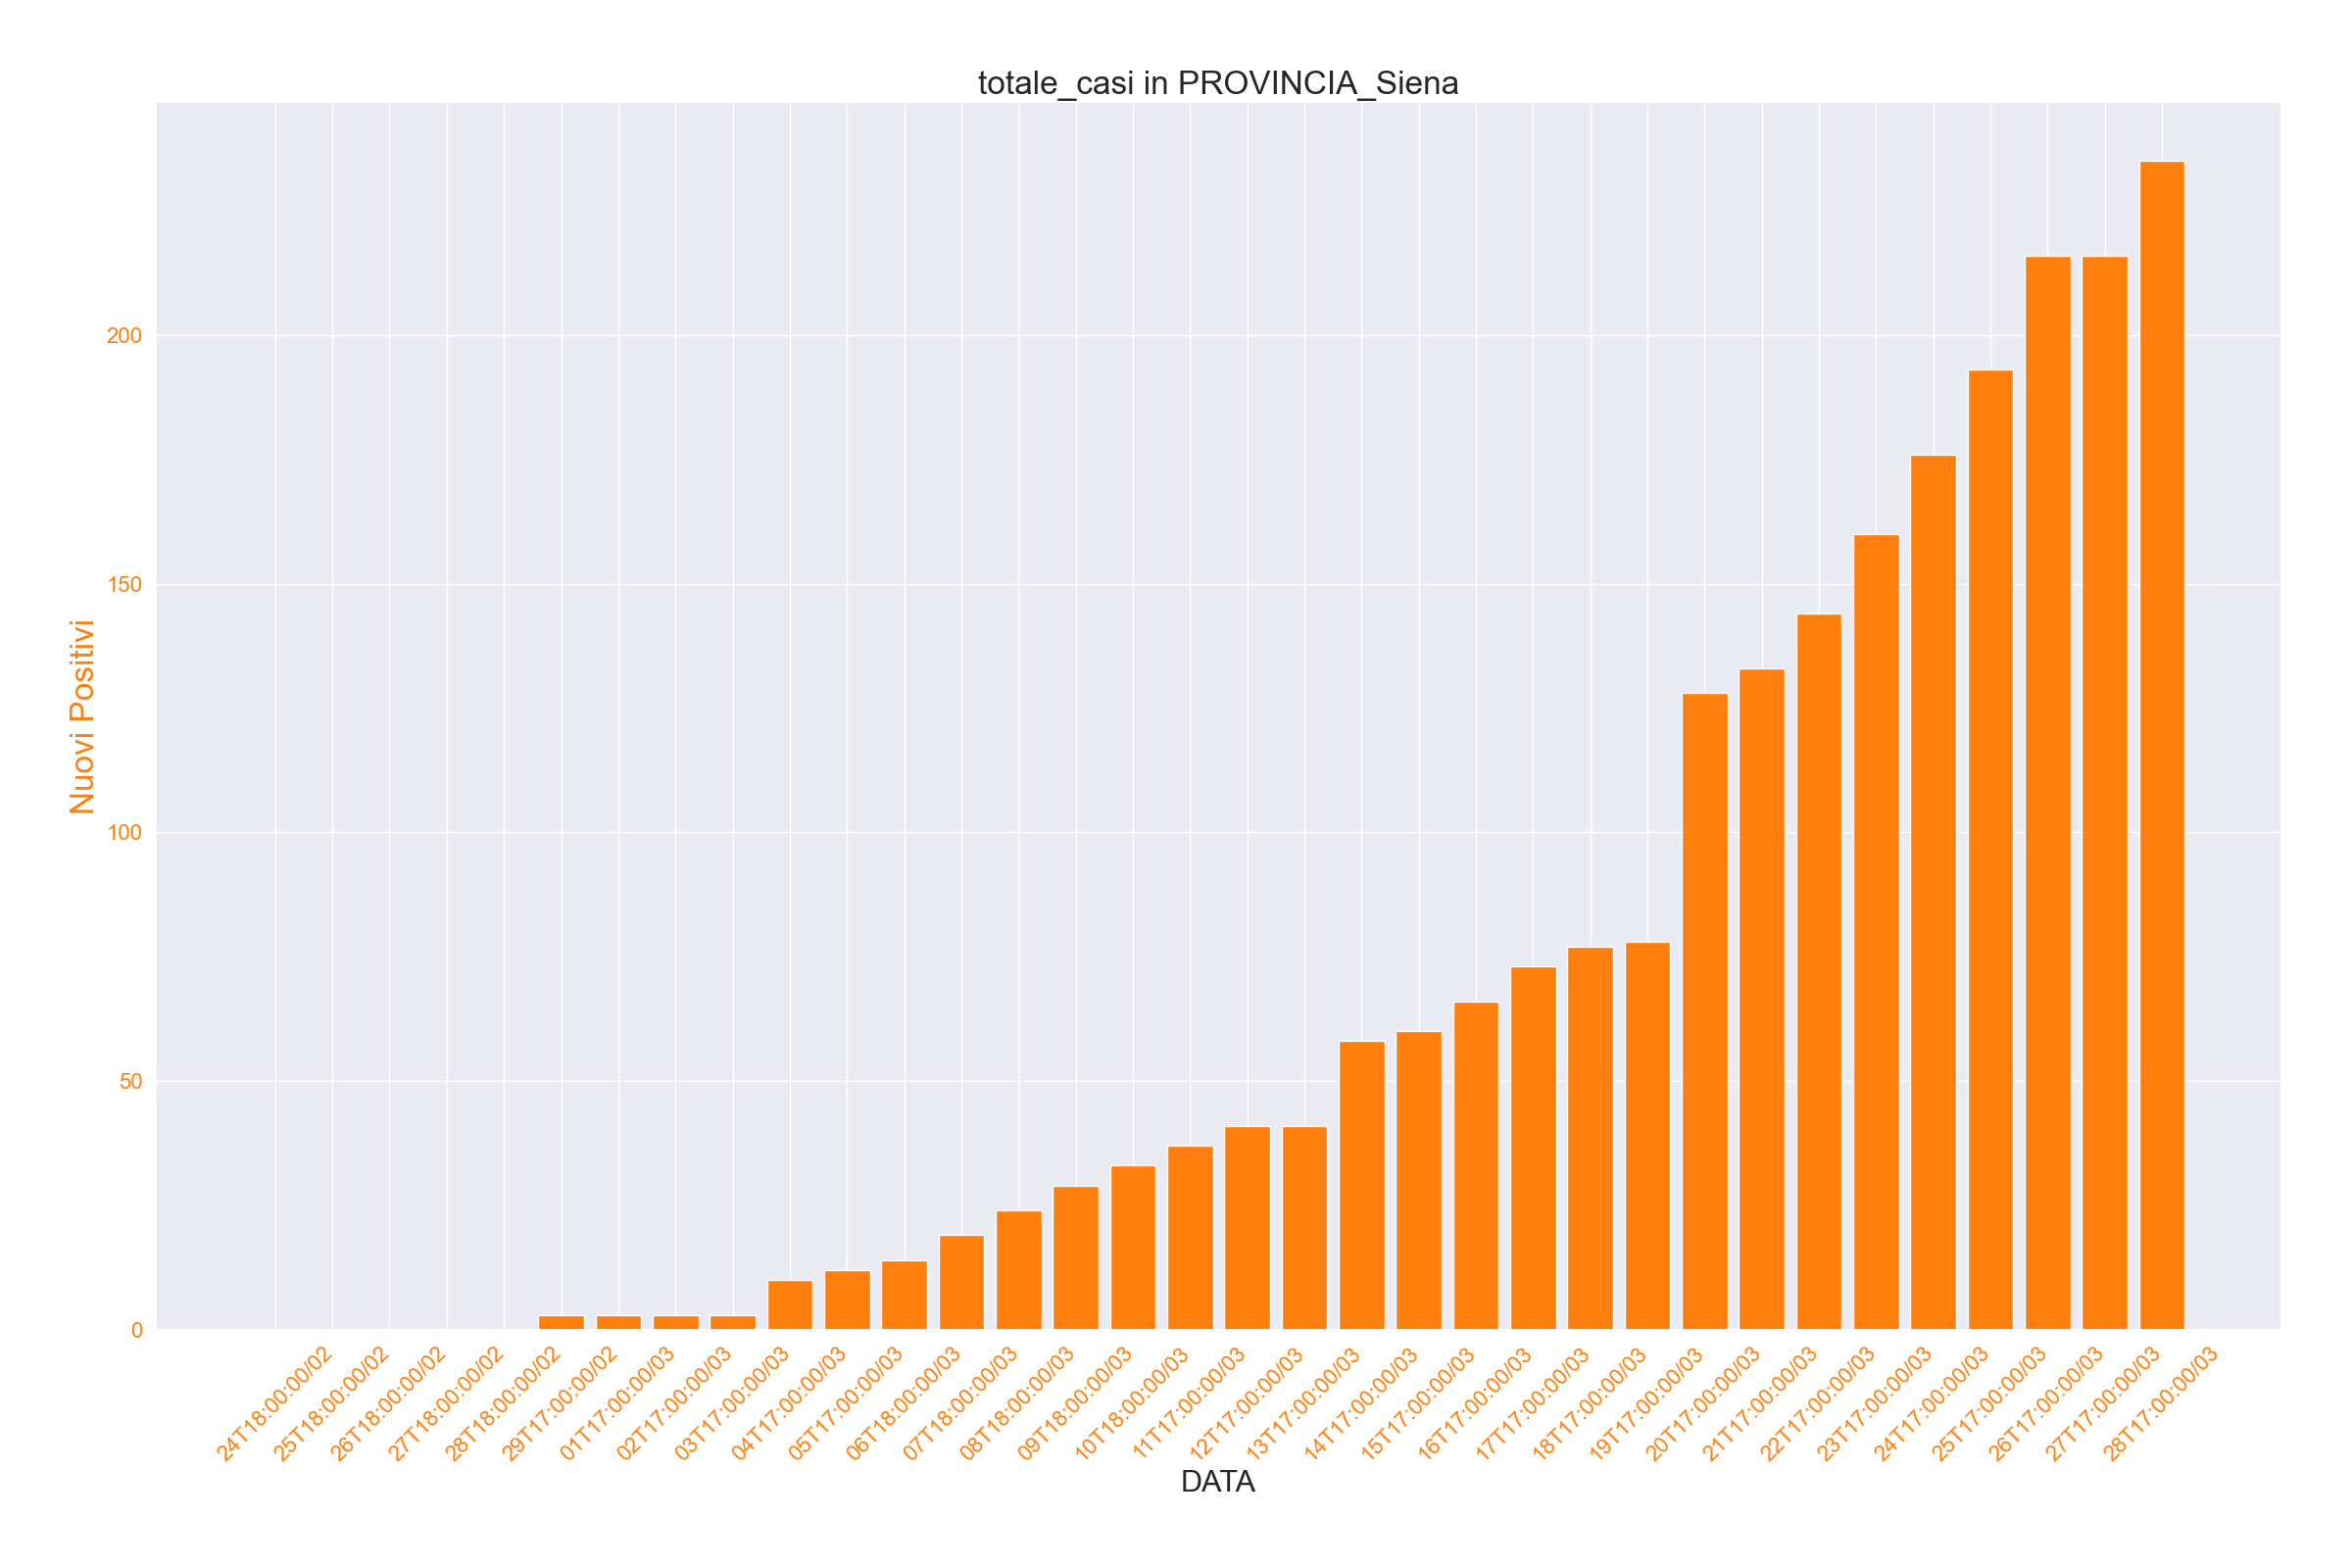 totale_casi in PROVINCIA_Siena
Nuovi Positivi
200
150
100
50
0
24T18:00:00/02
25T18:00:00/02
26T18:00:00/02
27T18:00:00/02
28T18:00:00/02
29T17:00:00/02
01T17:00:00/03
02T17:00:00/03
03T17:00:00/03
04T17:00:00/03
05T17:00:00/03
06T18:00:00/03
07T18:00:00/03
08T18:00:00/03
09T18:00:00/03
10T18:00:00/03
11T17:00:00/03
12T17:00:00/03
13T17:00:00/03
14T17:00:00/03
15T17:00:00/03
16T17:00:00/03
17T17:00:00/03
18T17:00:00/03
19T17:00:00/03
20T17:00:00/03
21T17:00:00/03
22T17:00:00/03
23T17:00:00/03
24T17:00:00/03
25T17:00:00/03
26T17:00:00/03
27T17:00:00/03
28T17:00:00/03
DATA